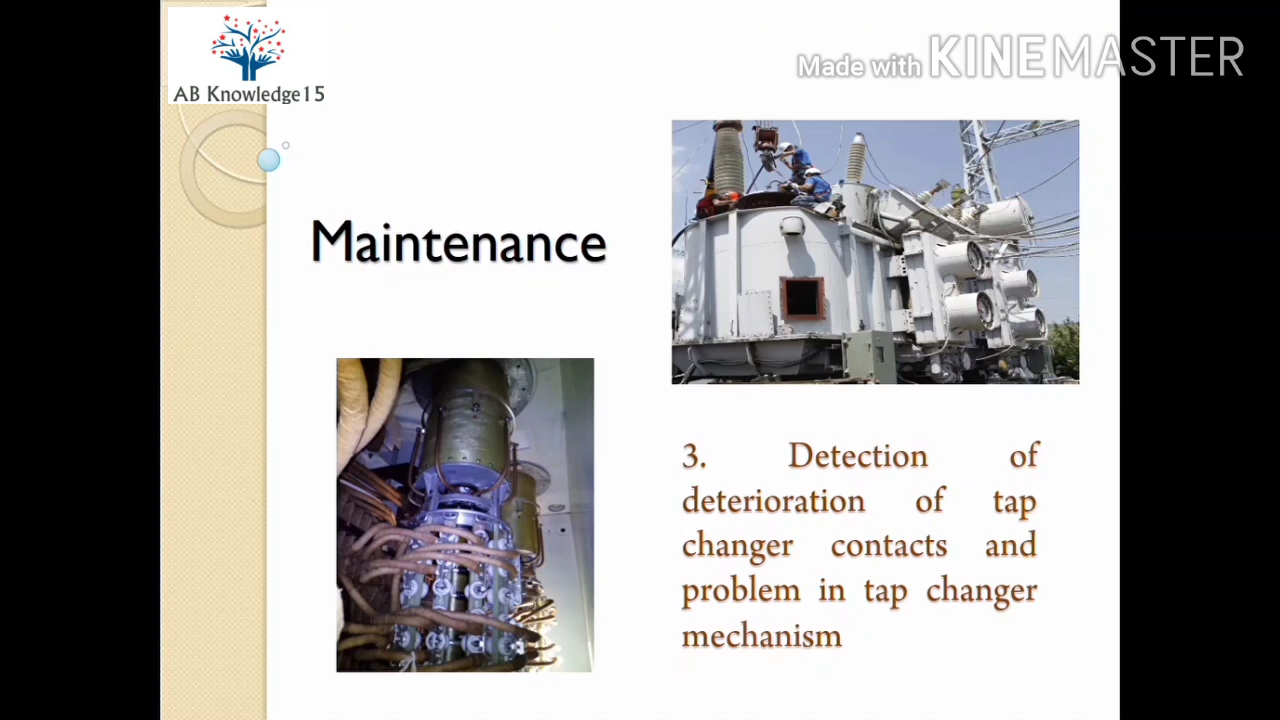 AB Knowledge15
Made with KINEMASTER
Maintenance
3. Detection of
deterioration of tap
changer contacts and
problem in tap changer
mechanism